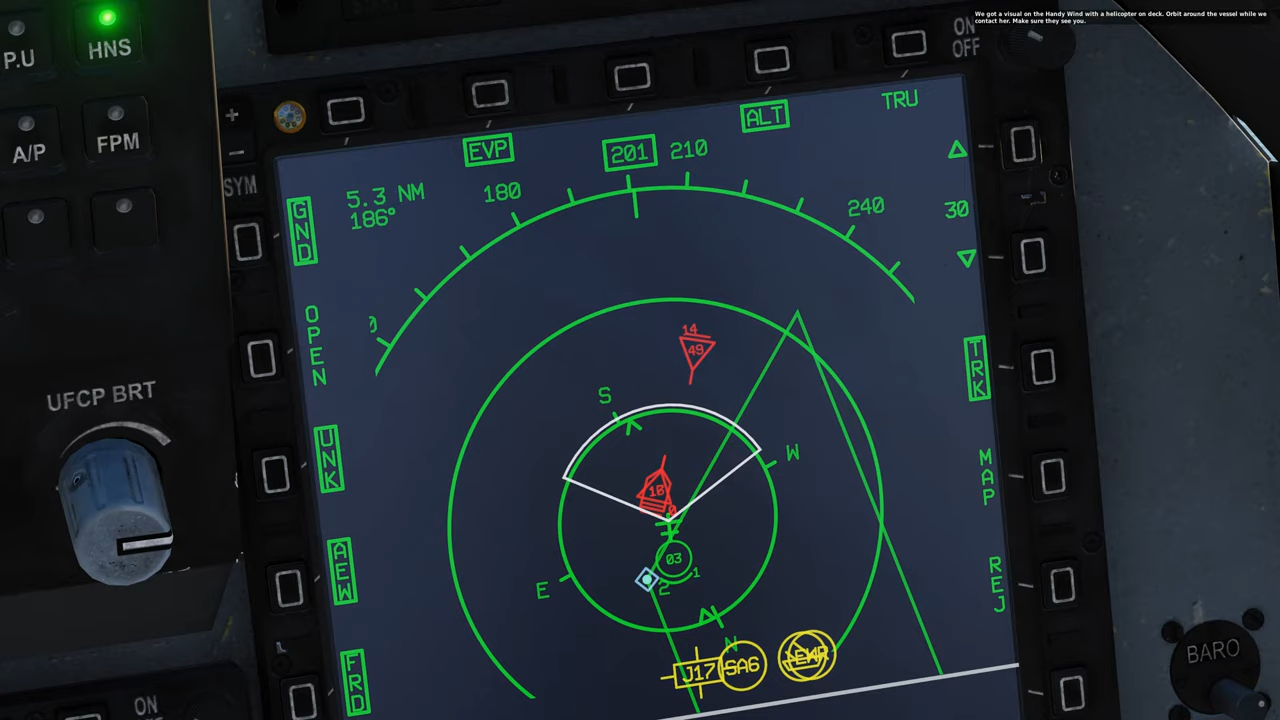 We got a visual on the Handy Wind with a helicopter on deck. Orbit around the vessel while we
contact her. Make sure they see you.
P.U
HNS
ON
OFF
A/P
FPM
SYM
+
-
EVP
201
210
ALT
TRU
5.3 NM
186°
180
240
30
GND
OPEN
UNK
AEW
FRD
TRK
MAP
REJ
14
49
S
W
10
03
1
2
E
N
J17
SA6
UFCP BRT
BARO
ON